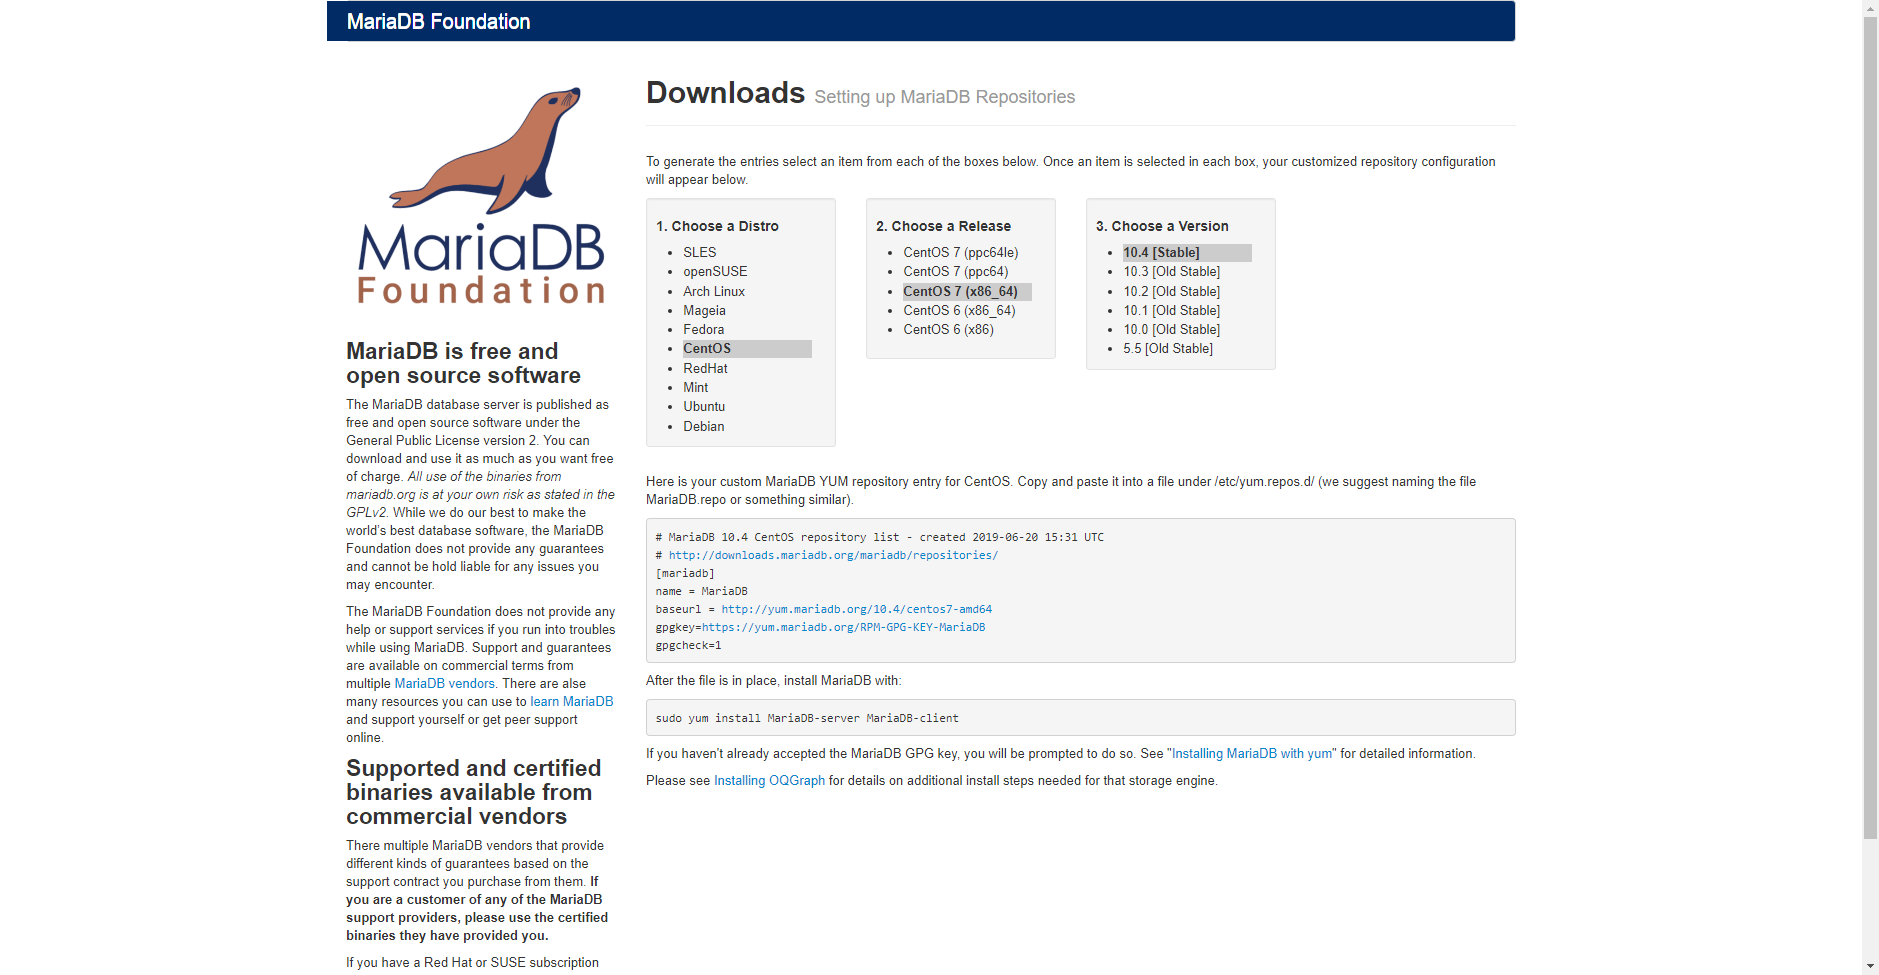 MariaDB Foundation
MariaDB
Foundation
MariaDB is free and
open source software
The MariaDB database server is published as
free and open source software under the
General Public License version 2. You can
download and use it as much as you want free
of charge. All use of the binaries from
mariadb.org is at your own risk as stated in the
GPLv2. While we do our best to make the
world's best database software, the MariaDB
Foundation does not provide any guarantees
and cannot be hold liable for any issues you
may encounter.
The MariaDB Foundation does not provide any
help or support services if you run into troubles
while using MariaDB. Support and guarantees
are available on commercial terms from
multiple MariaDB vendors. There are alse
many resources you can use to learn MariaDB
and support yourself or get peer support
online.
Supported and certified
binaries available from
commercial vendors
There multiple MariaDB vendors that provide
different kinds of guarantees based on the
support contract you purchase from them. If
you are a customer of any of the MariaDB
support providers, please use the certified
binaries they have provided you.
If you have a Red Hat or SUSE subscription
Downloads Setting up MariaDB Repositories
To generate the entries select an item from each of the boxes below. Once an item is selected in each box, your customized repository configuration
will appear below.
1. Choose a Distro
SLES
openSUSE
Arch Linux
Mageia
Fedora
CentOS
RedHat
Mint
Ubuntu
Debian
2. Choose a Release
CentOS 7 (ppc64le)
CentOS 7 (ppc64)
CentOS 7 (x86_64)
CentOS 6 (x86_64)
CentOS 6 (x86)
3. Choose a Version
10.4 [Stable]
10.3 [Old Stable]
10.2 [Old Stable]
10.1 [Old Stable]
10.0 [Old Stable]
5.5 [Old Stable]
Here is your custom MariaDB YUM repository entry for CentOS. Copy and paste it into a file under /etc/yum.repos.d/ (we suggest naming the file
MariaDB.repo or something similar).
# MariaDB 10.4 CentOS repository list - created 2019-06-20 15:31 UTC
# http://downloads.mariadb.org/mariadb/repositories/
[mariadb]
name = MariaDB
baseurl = http://yum.mariadb.org/10.4/centos7-amd64
gpgkey=https://yum.mariadb.org/RPM-GPG-KEY-MariaDB
gpgcheck=1
After the file is in place, install MariaDB with:
sudo yum install MariaDB-server MariaDB-client
If you haven't already accepted the MariaDB GPG key, you will be prompted to do so. See "Installing MariaDB with yum" for detailed information.
Please see Installing OQGraph for details on additional install steps needed for that storage engine.